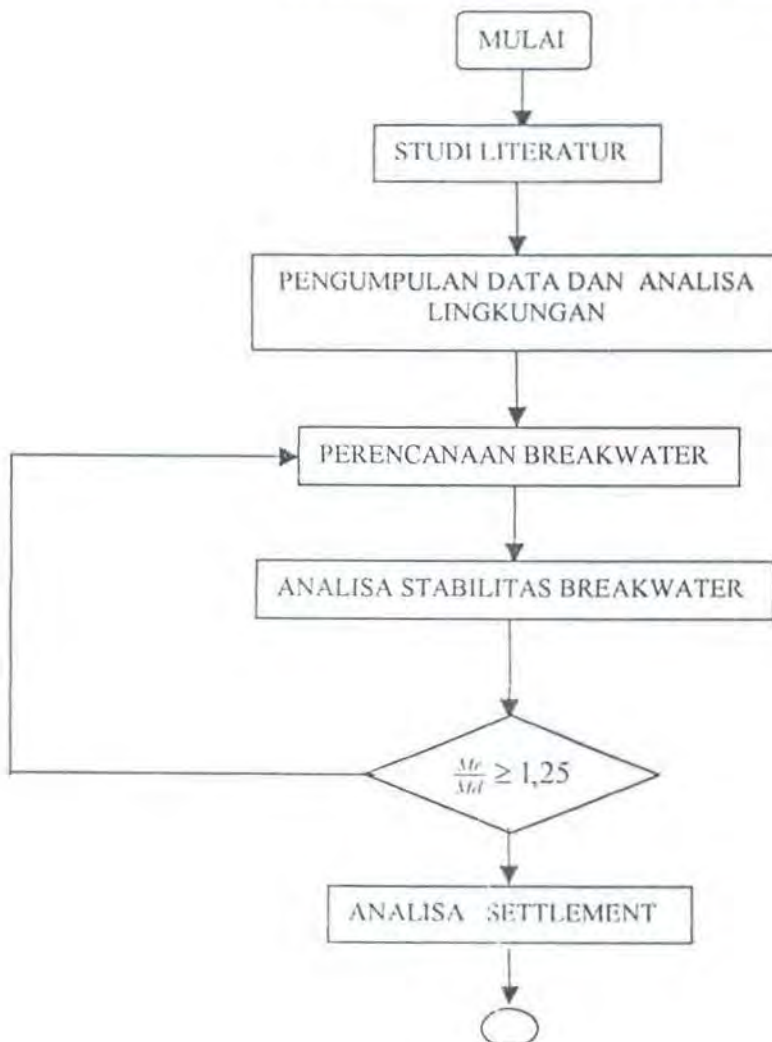 MULAI
STUDI LITERATUR
PENGUMPULAN DATA DAN ANALISA
LINGKUNGAN
PERENCANAAN BREAKWATER
ANALISA STABILITAS BREAKWATER
Mr/Md ≥ 1,25
ANALISA SETTLEMENT